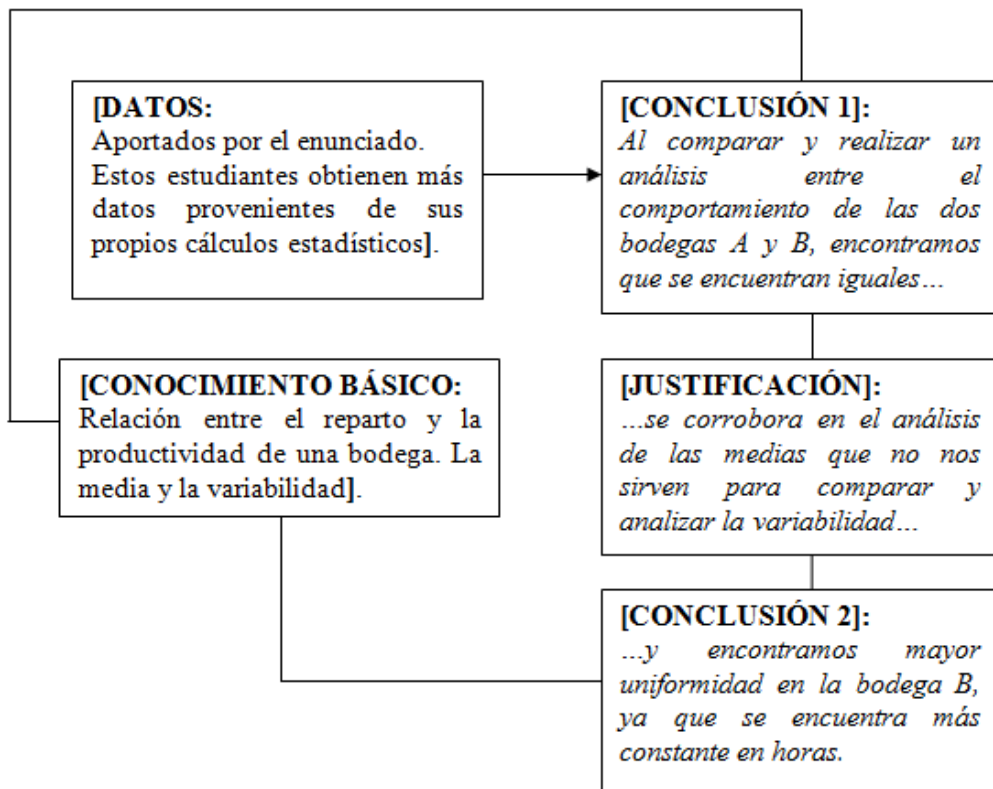 [DATOS:
Aportados por el enunciado.
Estos estudiantes obtienen más
datos provenientes de sus
propios cálculos estadísticos].
[CONCLUSIÓN 1]:
Al comparar y realizar un
análisis entre el
comportamiento de las dos
bodegas A y B, encontramos
que se encuentran iguales…
[CONOCIMIENTO BÁSICO:
Relación entre el reparto y la
productividad de una bodega. La
media y la variabilidad].
[JUSTIFICACIÓN]:
…se corrobora en el análisis
de las medias que no nos
sirven para comparar y
analizar la variabilidad…
[CONCLUSIÓN 2]:
…y encontramos mayor
uniformidad en la bodega B,
ya que se encuentra más
constante en horas.